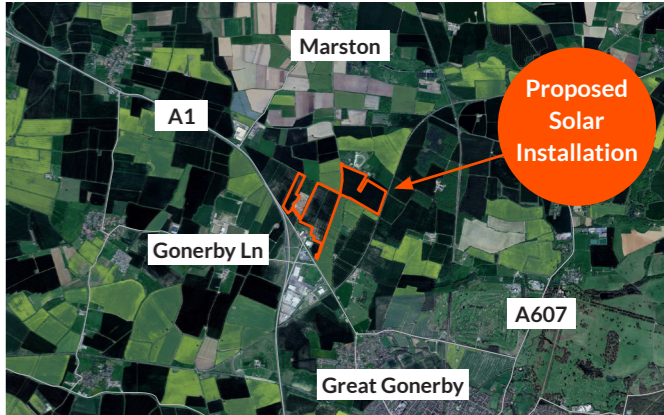 Marston
Proposed
Solar
Installation
A1
Gonerby Ln
A607
Great Gonerby